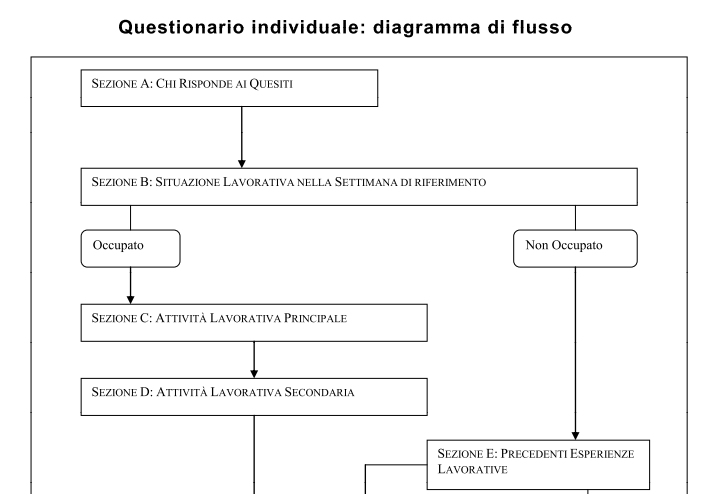 Questionario individuale: diagramma di flusso
SEZIONE A: CHI RISPONDE AI QUESITI
SEZIONE B: SITUAZIONE LAVORATIVA NELLA SETTIMANA DI RIFERIMENTO
Occupato
Non Occupato
SEZIONE C: ATTIVITÀ LAVORATIVA PRINCIPALE
SEZIONE D: ATTIVITÀ LAVORATIVA SECONDARIA
SEZIONE E: PRECEDENTI ESPERIENZE
LAVORATIVE